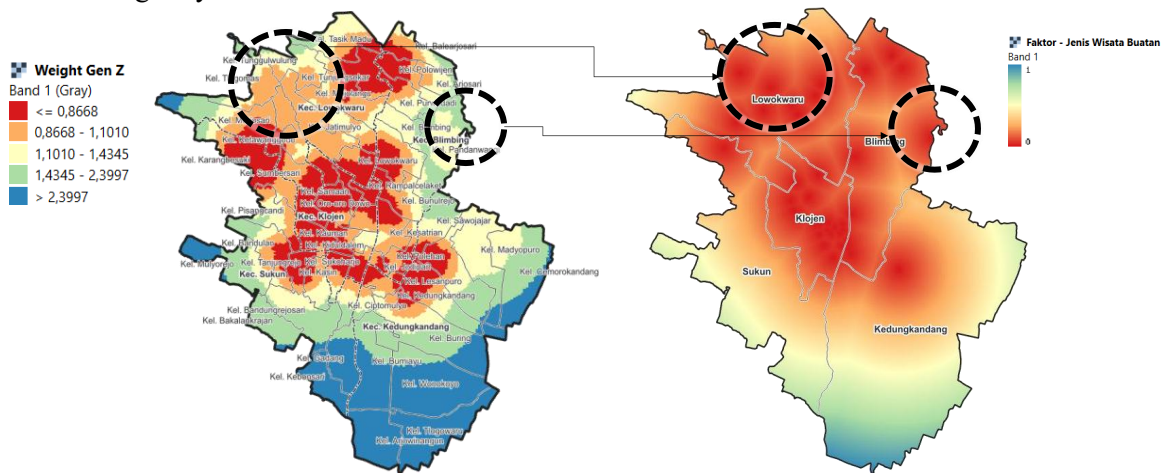 Weight Gen Z
Band 1 (Gray)
<= 0,8668
0,8668 - 1,1010
1,1010 - 1,4345
1,4345 - 2,3997
> 2,3997
Kel. Tasik Madu
Kel. Balearjosari
Kel. Tunggulwulung
Kel. Polowijen
Kec. Lowokwaru
Kel. Jatimulyo
Kel. Blimbing
Kec. Blimbing
Kel. Pandanwangi
Kel. Karangbesuki
Kel. Sumbersari
Kel. Lowokwaru
Kel. Rampalcelaket
Kel. Samaan
Kel. Oro-oro Dowo
Kel. Bunulrejo
Kel. Pisangcandi
Kec. Klojen
Kel. Sawojajar
Kel. Kauman
Kel. Kesatrian
Kel. Bandulan
Kel. Kiduldalem
Kel. Polehan
Kel. Madyopuro
Kel. Mulyorejo
Kel. Tanjungrejo
Kel. Sukoharjo
Kel. Jodipan
Kel. Cemorokandang
Kec. Sukun
Kel. Kasin
Kel. Lesanpuro
Kel. Kedungkandang
Kel. Bandungrejosari
Kel. Ciptomulyo
Kel. Bakalankrajan
Kec. Kedungkandang
Kel. Buring
Kel. Gadang
Kel. Bumiayu
Kel. Kebonsari
Kel. Wonokoyo
Kel. Tlogowaru
Kel. Arjowinangun
Lowokwaru
Blimbing
Klojen
Sukun
Kedungkandang
Faktor - Jenis Wisata Buatan
Band 1
1
0